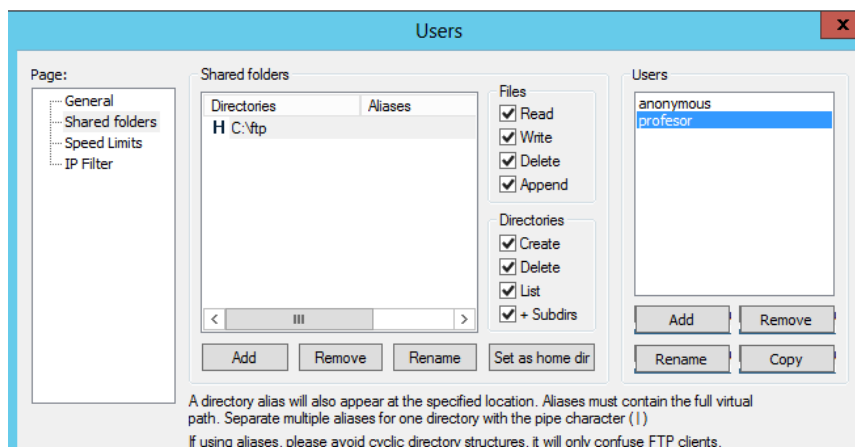 Users
X
Page:
General
Shared folders
Speed Limits
IP Filter
Shared folders
Directories Aliases
H C:\ftp
Add Remove Rename Set as home dir
Files
Read
Write
Delete
Append
Directories
Create
Delete
List
+ Subdirs
Users
anonymous
profesor
Add Remove
Rename Copy
A directory alias will also appear at the specified location. Aliases must contain the full virtual
path. Separate multiple aliases for one directory with the pipe character (|)
If using aliases, please avoid cyclic directory structures, it will only confuse FTP clients.